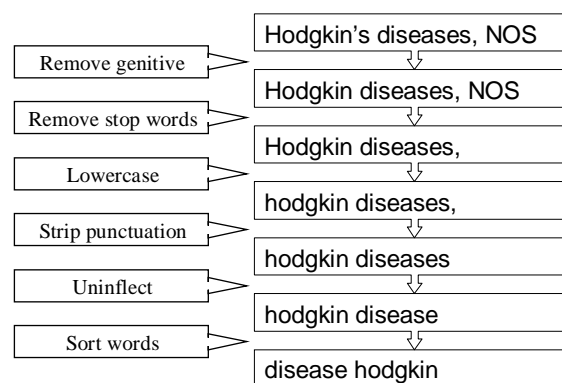 Hodgkin’s diseases, NOS
Remove genitive
Hodgkin diseases, NOS
Remove stop words
Hodgkin diseases,
Lowercase
hodgkin diseases,
Strip punctuation
hodgkin diseases
Uninflect
hodgkin disease
Sort words
disease hodgkin